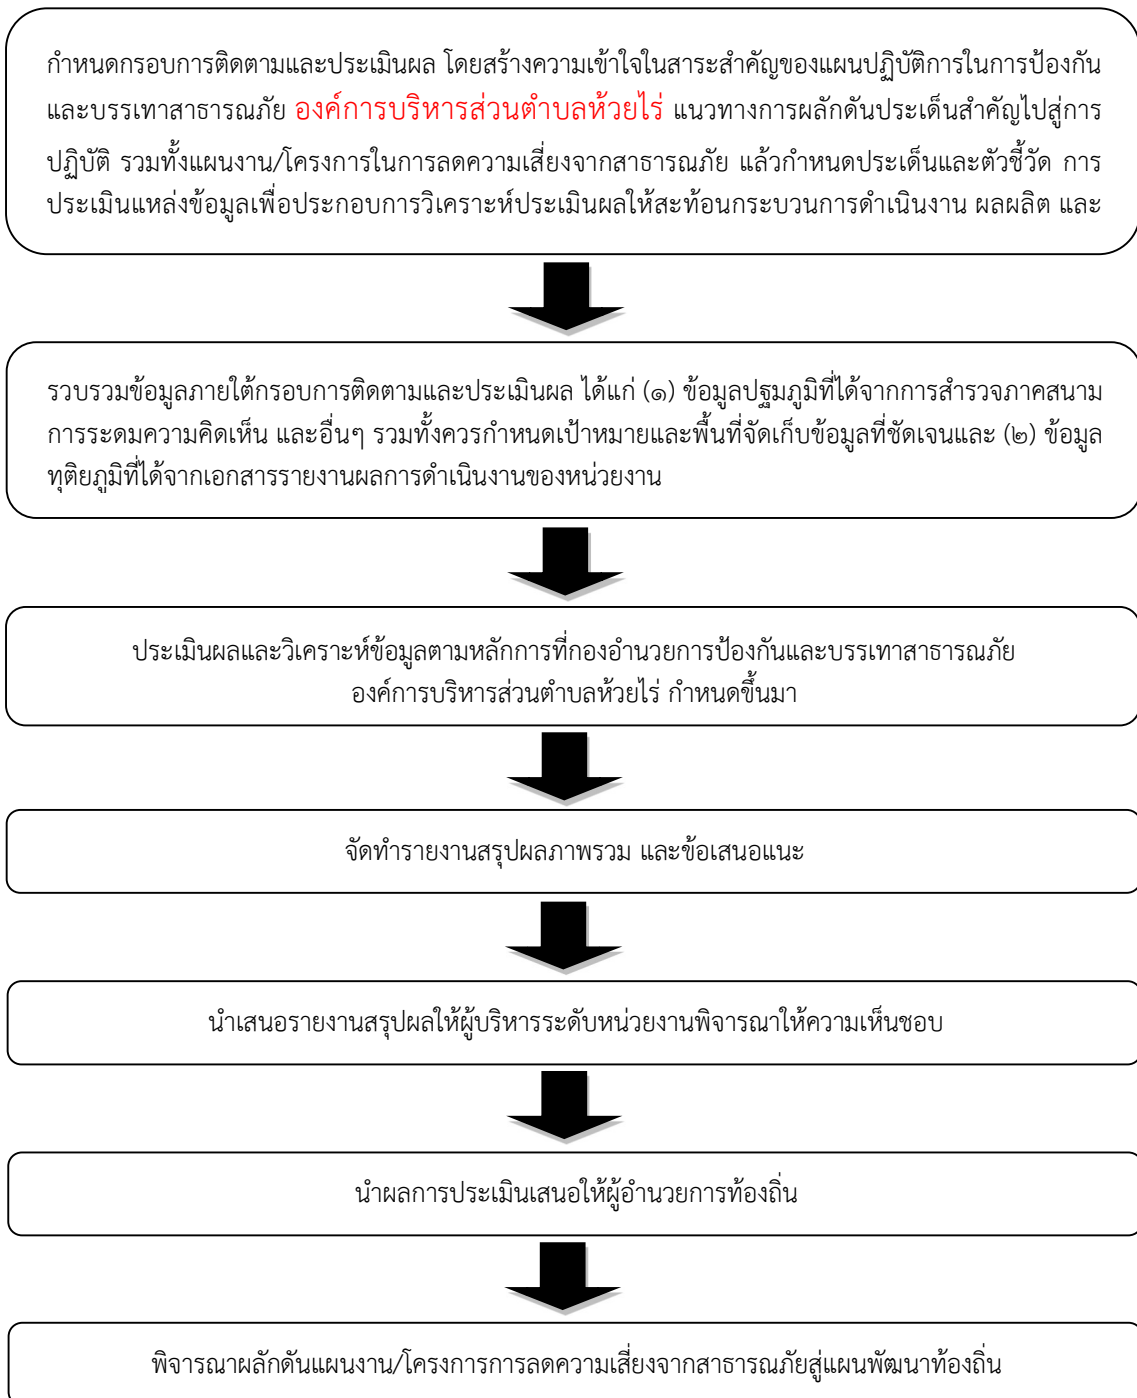 กำหนดกรอบการติดตามและประเมินผล โดยสร้างความเข้าใจในสาระสำคัญของแผนปฏิบัติการในการป้องกัน
และบรรเทาสาธารณภัย องค์การบริหารส่วนตำบลห้วยไร่ แนวทางการผลักดันประเด็นสำคัญไปสู่การ
ปฏิบัติ รวมทั้งแผนงาน/โครงการในการลดความเสี่ยงจากสาธารณภัย แล้วกำหนดประเด็นและตัวชี้วัด การ
ประเมินแหล่งข้อมูลเพื่อประกอบการวิเคราะห์ประเมินผลให้สะท้อนกระบวนการดำเนินงาน ผลผลิต และ
รวบรวมข้อมูลภายใต้กรอบการติดตามและประเมินผล ได้แก่ (๑) ข้อมูลปฐมภูมิที่ได้จากการสำรวจภาคสนาม
การระดมความคิดเห็น และอื่นๆ รวมทั้งควรกำหนดเป้าหมายและพื้นที่จัดเก็บข้อมูลที่ชัดเจนและ (๒) ข้อมูล
ทุติยภูมิที่ได้จากเอกสารรายงานผลการดำเนินงานของหน่วยงาน
ประเมินผลและวิเคราะห์ข้อมูลตามหลักการที่กองอำนวยการป้องกันและบรรเทาสาธารณภัย
องค์การบริหารส่วนตำบลห้วยไร่ กำหนดขึ้นมา
จัดทำรายงานสรุปผลภาพรวม และข้อเสนอแนะ
นำเสนอรายงานสรุปผลให้ผู้บริหารระดับหน่วยงานพิจารณาให้ความเห็นชอบ
นำผลการประเมินเสนอให้ผู้อำนวยการท้องถิ่น
พิจารณาผลักดันแผนงาน/โครงการการลดความเสี่ยงจากสาธารณภัยสู่แผนพัฒนาท้องถิ่น